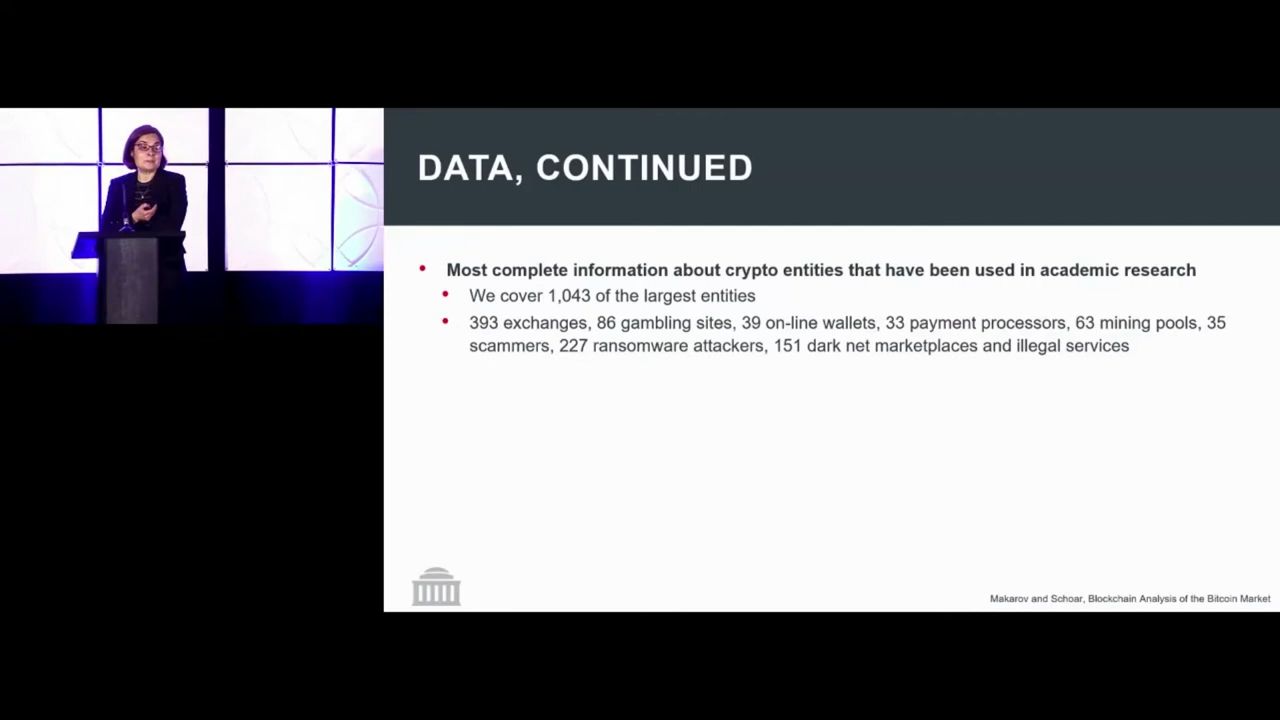 DATA, CONTINUED
• Most complete information about crypto entities that have been used in academic research
• We cover 1,043 of the largest entities
• 393 exchanges, 86 gambling sites, 39 on-line wallets, 33 payment processors, 63 mining pools, 35
scammers, 227 ransomware attackers, 151 dark net marketplaces and illegal services
Makarov and Schoar, Blockchain Analysis of the Bitcoin Market